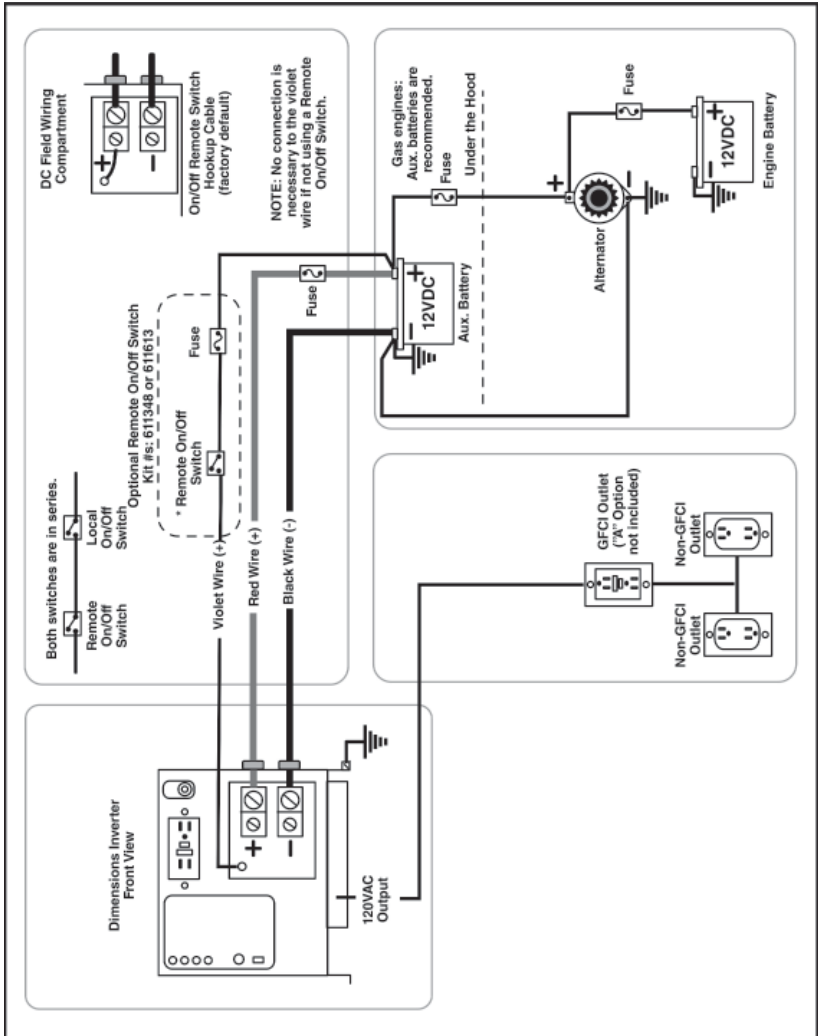 DC Field Wiring
Compartment
+
–
On/Off Remote Switch
Hookup Cable
(factory default)
NOTE: No connection is
necessary to the violet
wire if not using a Remote
On/Off Switch.
Gas engines:
Aux. batteries are
recommended.
Fuse
Under the Hood
Fuse
+
–
12VDC
Engine Battery
+
–
Alternator
+
–
12VDC
Aux. Battery
Fuse
Both switches are in series.
Remote
On/Off
Switch
Local
On/Off
Switch
Optional Remote On/Off Switch
Kit #s: 611348 or 611613
Fuse
* Remote On/Off
Switch
Violet Wire (+)
Red Wire (+)
Black Wire (-)
Dimensions Inverter
Front View
+
–
120VAC
Output
GFCI Outlet
("A" Option
not included)
Non-GFCI
Outlet
Non-GFCI
Outlet